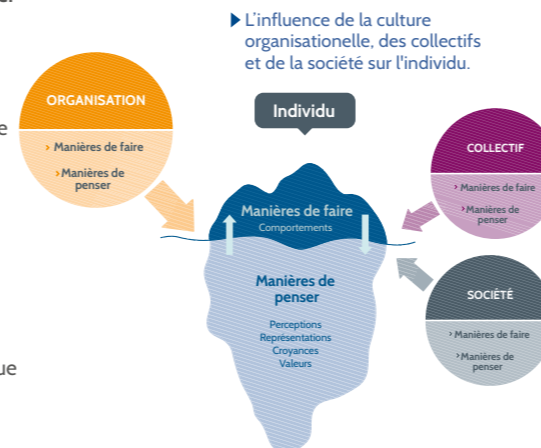 L'influence de la culture
organisationelle, des collectifs
et de la société sur l'individu.
Individu
ORGANISATION
› Manières de faire
› Manières de
penser
COLLECTIF
› Manières de faire
› Manières de
penser
Manières de faire
Comportements
Manières de
penser
Perceptions
Représentations
Croyances
Valeurs
SOCIÉTÉ
› Manières de faire
› Manières de
penser